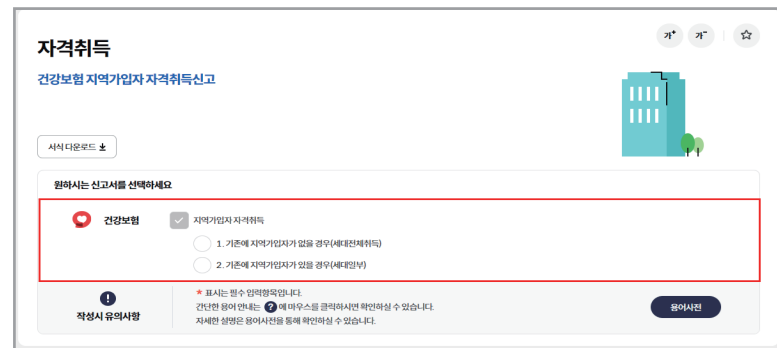 자격취득
가+ 가-
건강보험 지역가입자 자격취득신고
서식 다운로드
원하시는 신고서를 선택하세요
건강보험 지역가입자 자격취득
1. 기존에 지역가입자가 없을 경우(세대전체취득)
2. 기존에 지역가입자가 있을 경우(세대일부)
작성시 유의사항
* 표시는 필수 입력항목입니다.
간단한 용어 안내는 ? 에 마우스를 클릭하시면 확인하실 수 있습니다.
자세한 설명은 용어사전을 통해 확인하실 수 있습니다.
용어사전